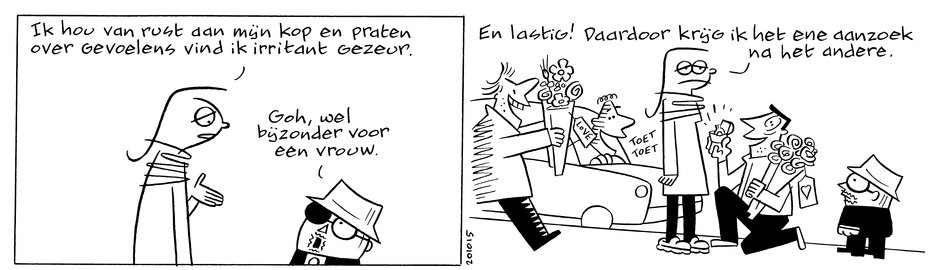 Ik hou van rust aan mijn kop en praten
over gevoelens vind ik irritant gezeur.
Goh, wel
bijzonder voor
een vrouw.
En lastig! Daardoor krijg ik het ene aanzoek
na het andere.
LOVE
TOET
TOET
201015